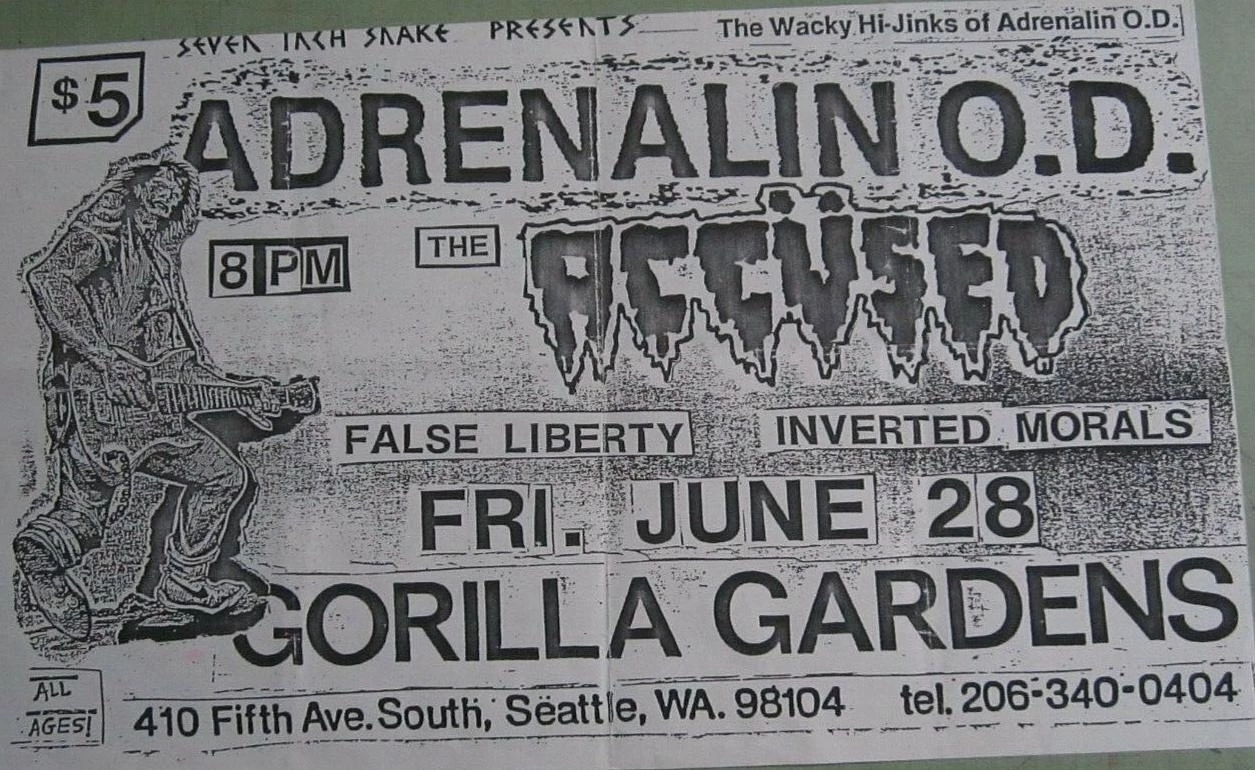 SEVEN INCH SNAKE PRESENTS
The Wacky Hi-Jinks of Adrenalin O.D.
$5
ADRENALIN O.D.
8 PM
THE
ACCÜSED
FALSE LIBERTY
INVERTED MORALS
FRI. JUNE 28
GORILLA GARDENS
ALL
AGES!
410 Fifth Ave. South, Seattle, WA. 98104 tel. 206-340-0404